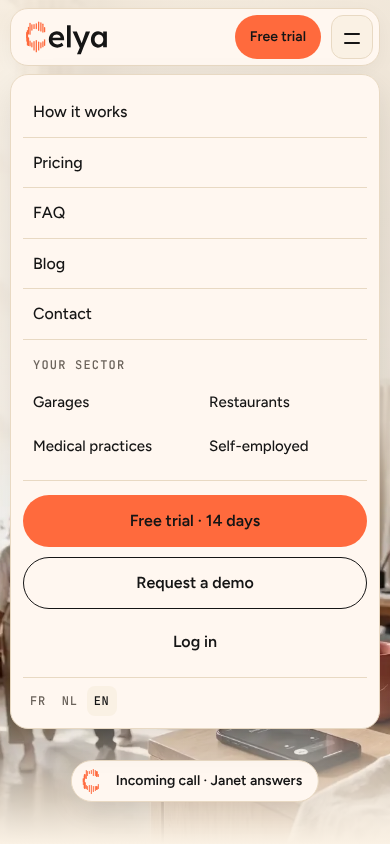 Celya
Free trial
How it works
Pricing
FAQ
Blog
Contact
YOUR SECTOR
Garages
Restaurants
Medical practices
Self-employed
Free trial · 14 days
Request a demo
Log in
FR NL EN
Incoming call · Janet answers